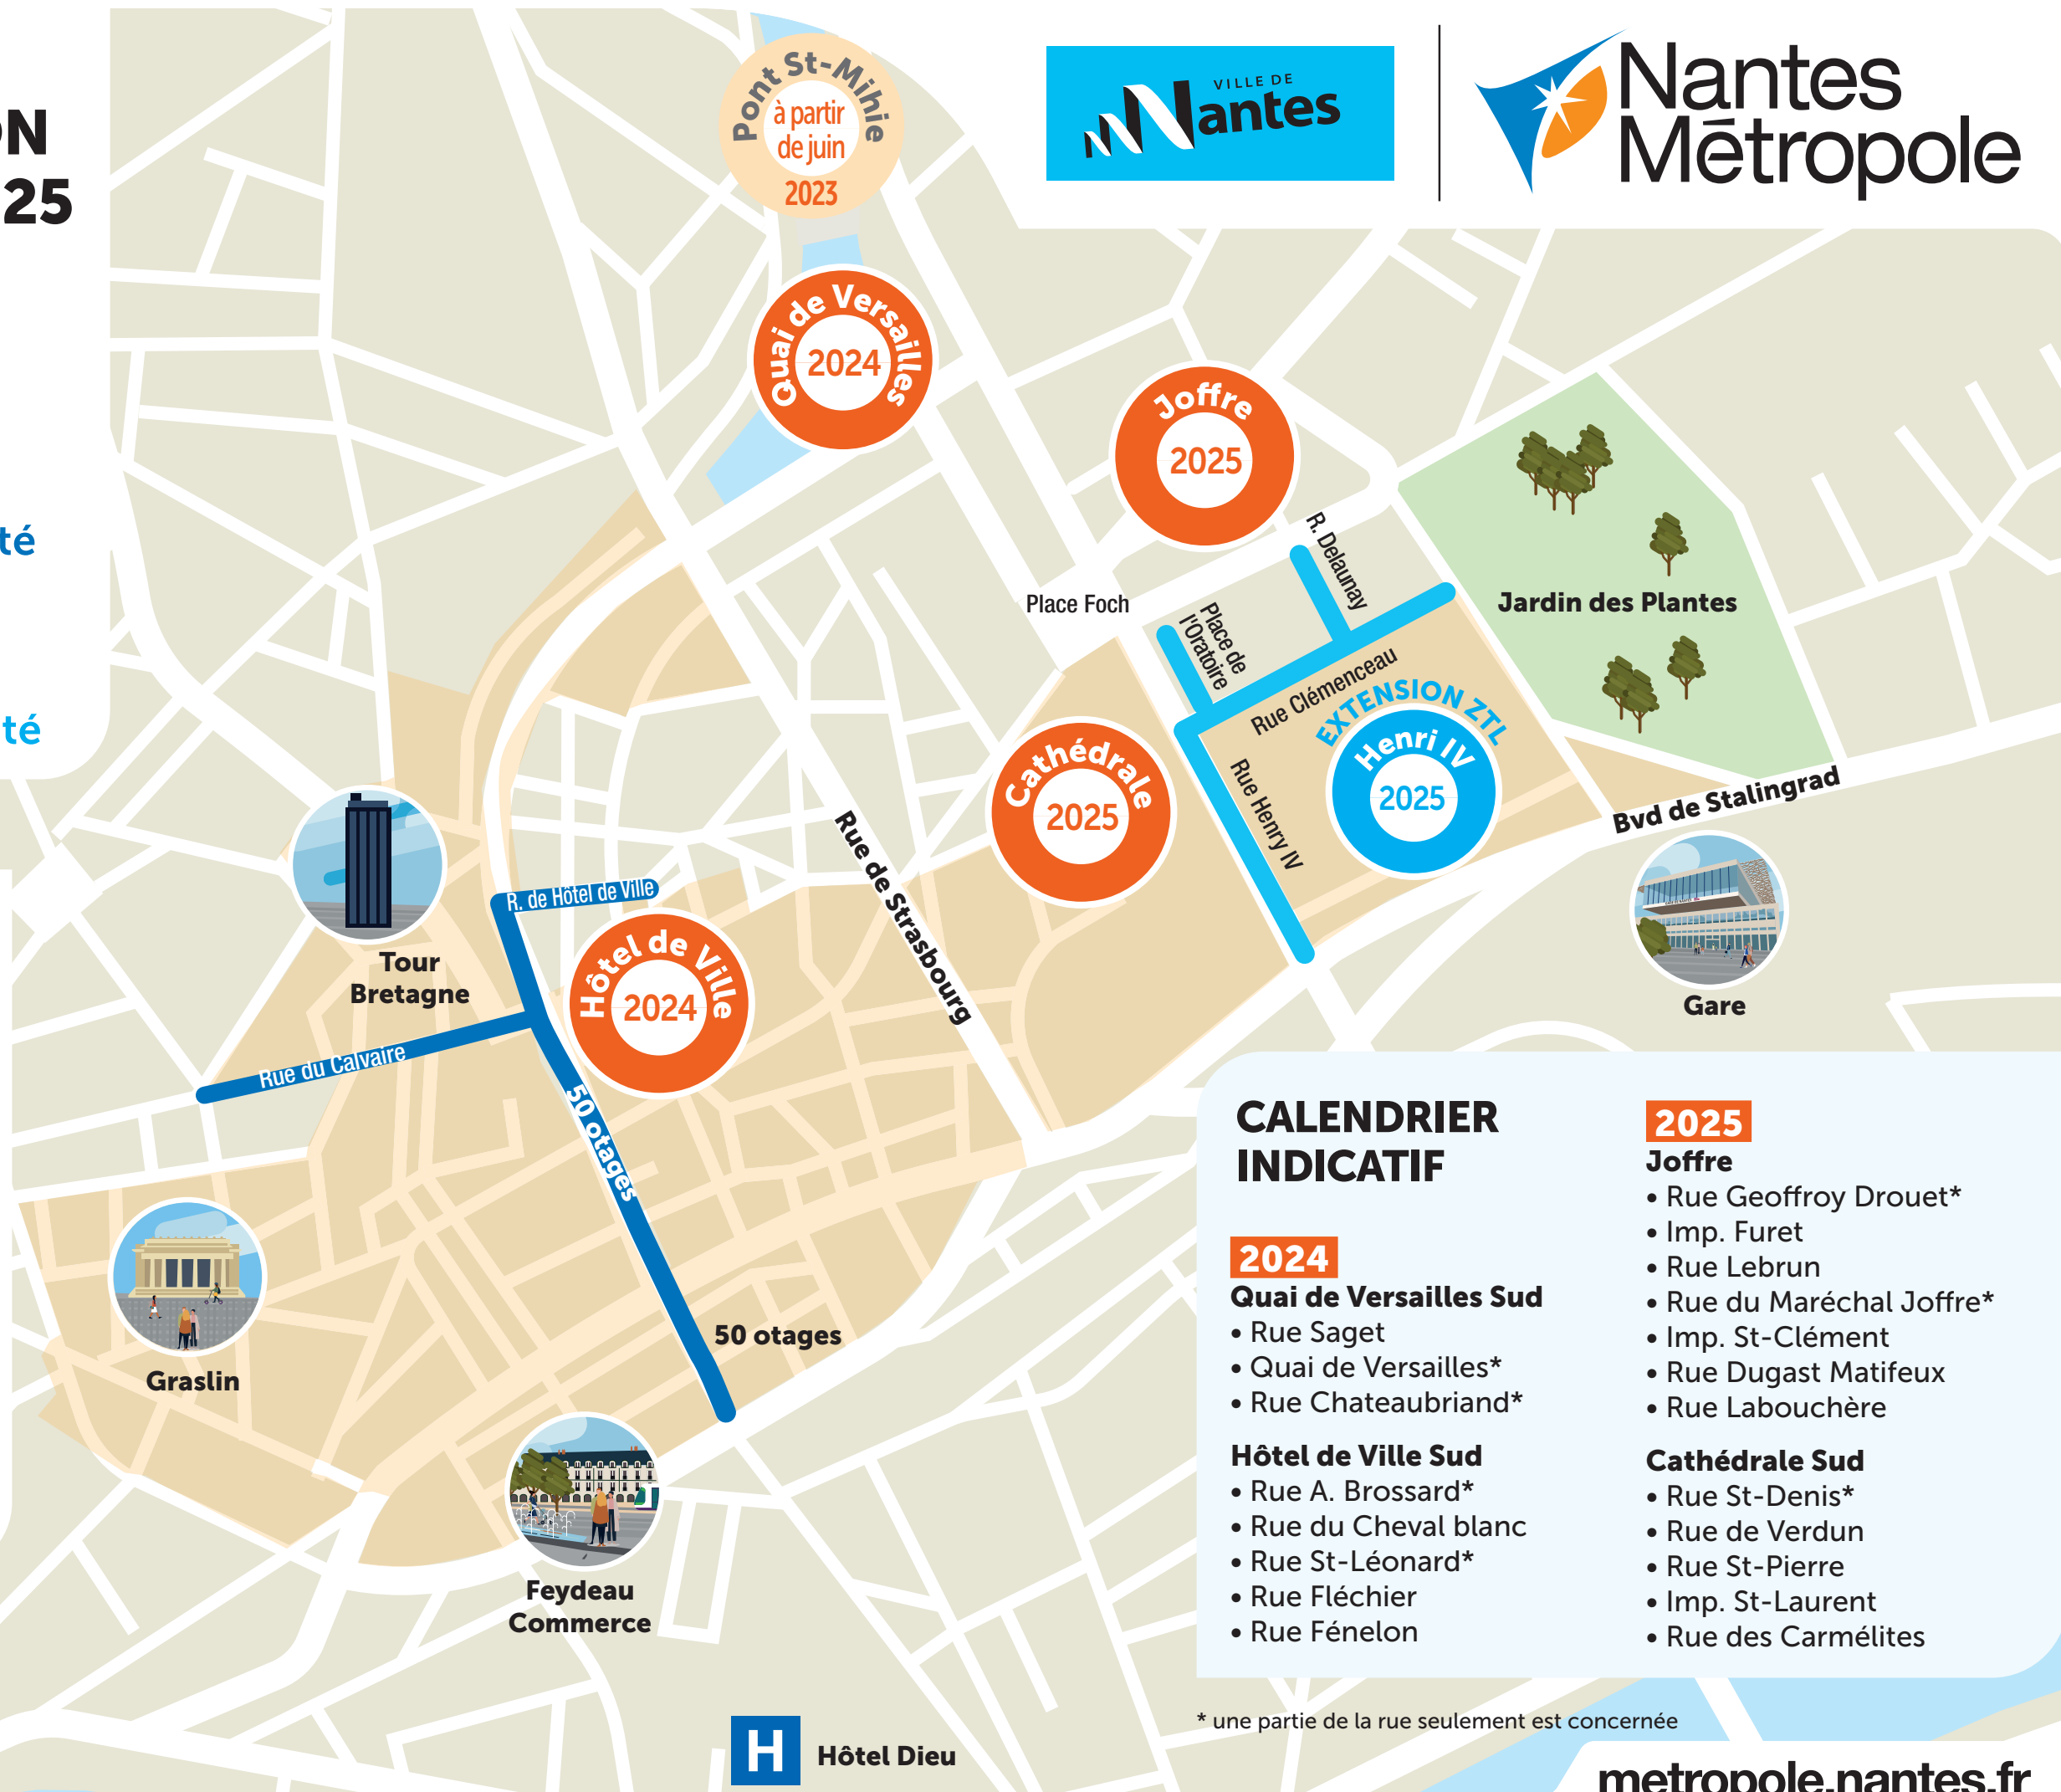 ON
25
té
té
Pont St-Mihie
à partir
de juin
2023
VILLE DE
Nantes
Nantes
Métropole
Quai de Versailles
2024
Joffre
2025
R. Delaunay
Place Foch
Place de
l'Oratoire
Jardin des Plantes
Rue Clémenceau
EXTENSION ZTL
Henri IV
2025
Cathédrale
2025
Rue Henry IV
Bvd de Stalingrad
Rue de Strasbourg
R. de Hôtel de Ville
Hôtel de Ville
2024
Tour
Bretagne
Gare
Rue du Calvaire
50 otages
50 otages
Graslin
Feydeau
Commerce
CALENDRIER
INDICATIF
2024
Quai de Versailles Sud
• Rue Saget
• Quai de Versailles*
• Rue Chateaubriand*
Hôtel de Ville Sud
• Rue A. Brossard*
• Rue du Cheval blanc
• Rue St-Léonard*
• Rue Fléchier
• Rue Fénelon
2025
Joffre
• Rue Geoffroy Drouet*
• Imp. Furet
• Rue Lebrun
• Rue du Maréchal Joffre*
• Imp. St-Clément
• Rue Dugast Matifeux
• Rue Labouchère
Cathédrale Sud
• Rue St-Denis*
• Rue de Verdun
• Rue St-Pierre
• Imp. St-Laurent
• Rue des Carmélites
* une partie de la rue seulement est concernée
H Hôtel Dieu
metropole.nantes.fr